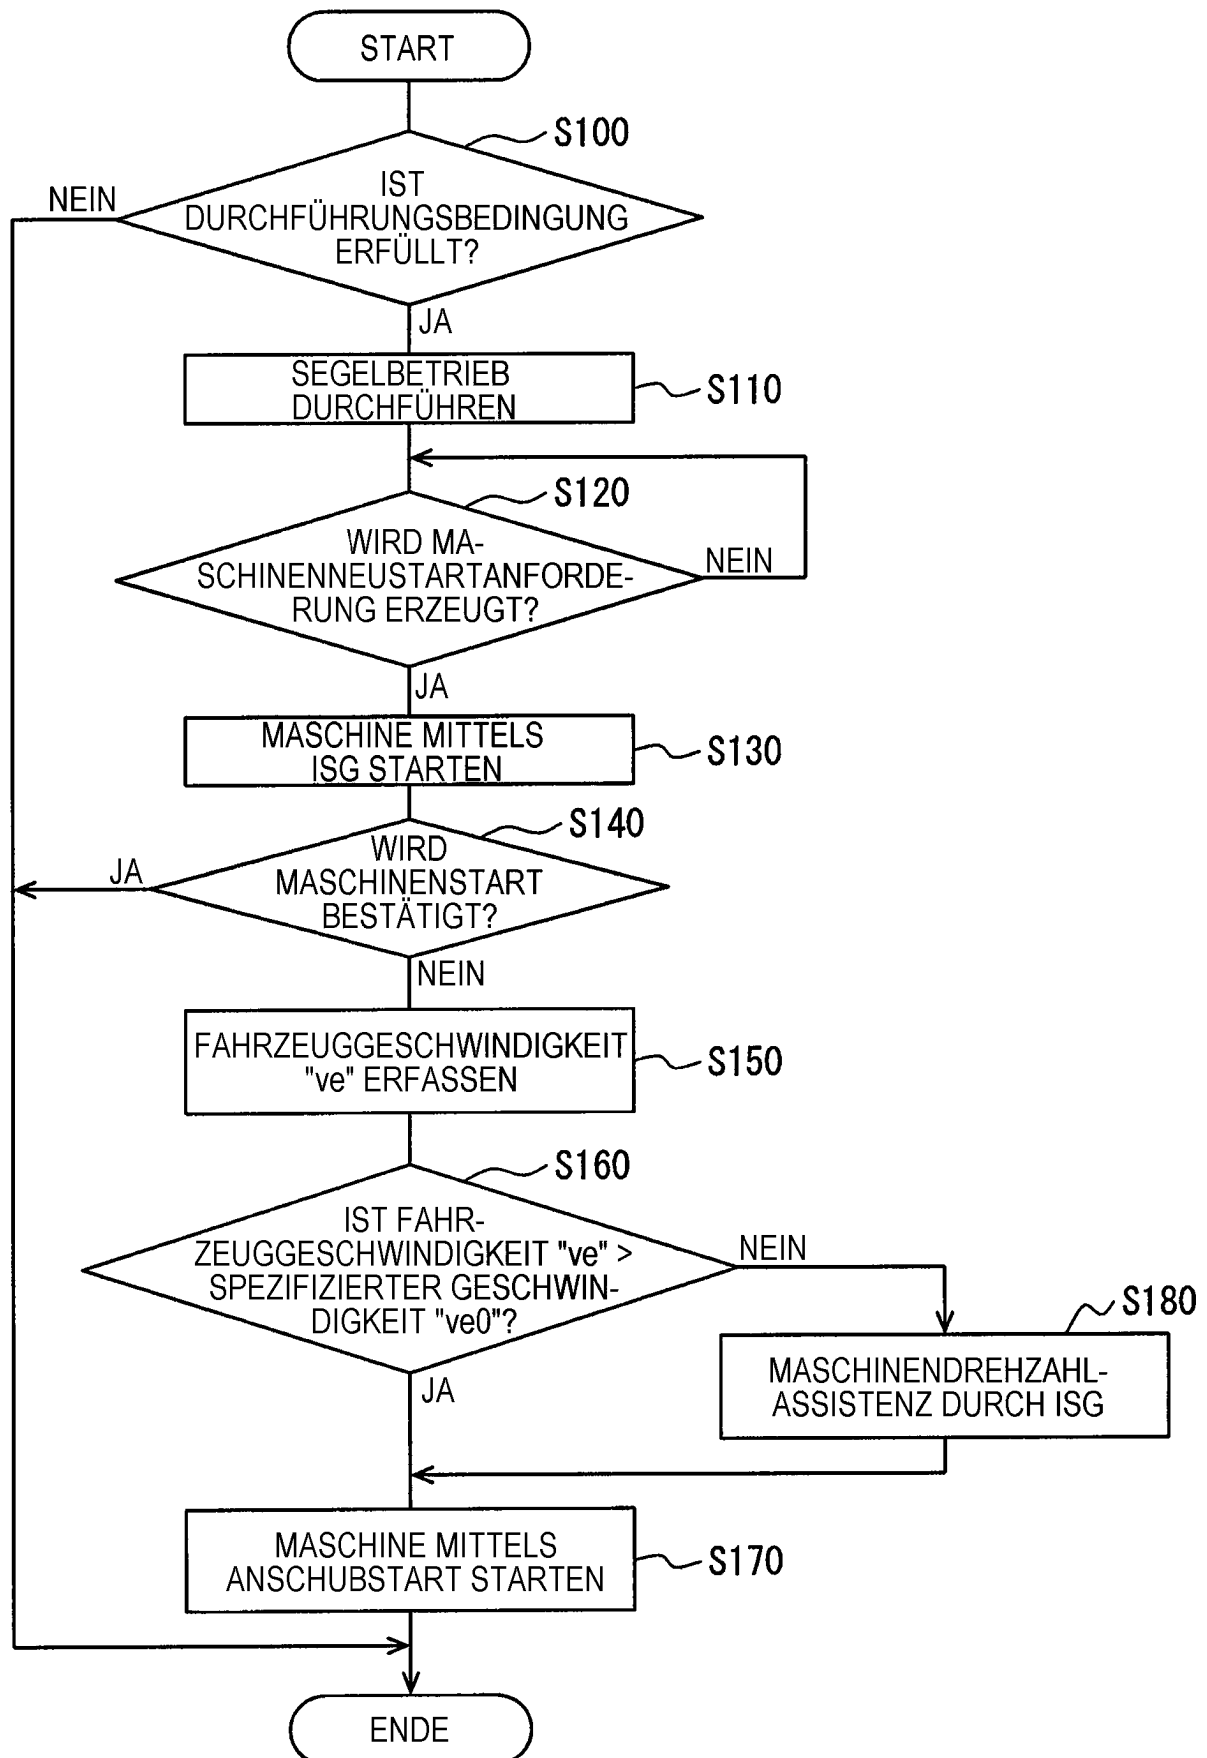 START
S100
NEIN
IST
DURCHFÜHRUNGSBEDINGUNG
ERFÜLLT?
JA
SEGELBETRIEB
DURCHFÜHREN
S110
S120
WIRD MA-
SCHINENNEUSTARTANFORDE-
RUNG ERZEUGT?
NEIN
JA
MASCHINE MITTELS
ISG STARTEN
S130
S140
JA
WIRD
MASCHINENSTART
BESTÄTIGT?
NEIN
FAHRZEUGGESCHWINDIGKEIT
"ve" ERFASSEN
S150
S160
IST FAHR-
ZEUGGESCHWINDIGKEIT "ve" >
SPEZIFIZIERTER GESCHWIN-
DIGKEIT "ve0"?
NEIN
JA
S180
MASCHINENDREHZAHL-
ASSISTENZ DURCH ISG
MASCHINE MITTELS
ANSCHUBSTART STARTEN
S170
ENDE